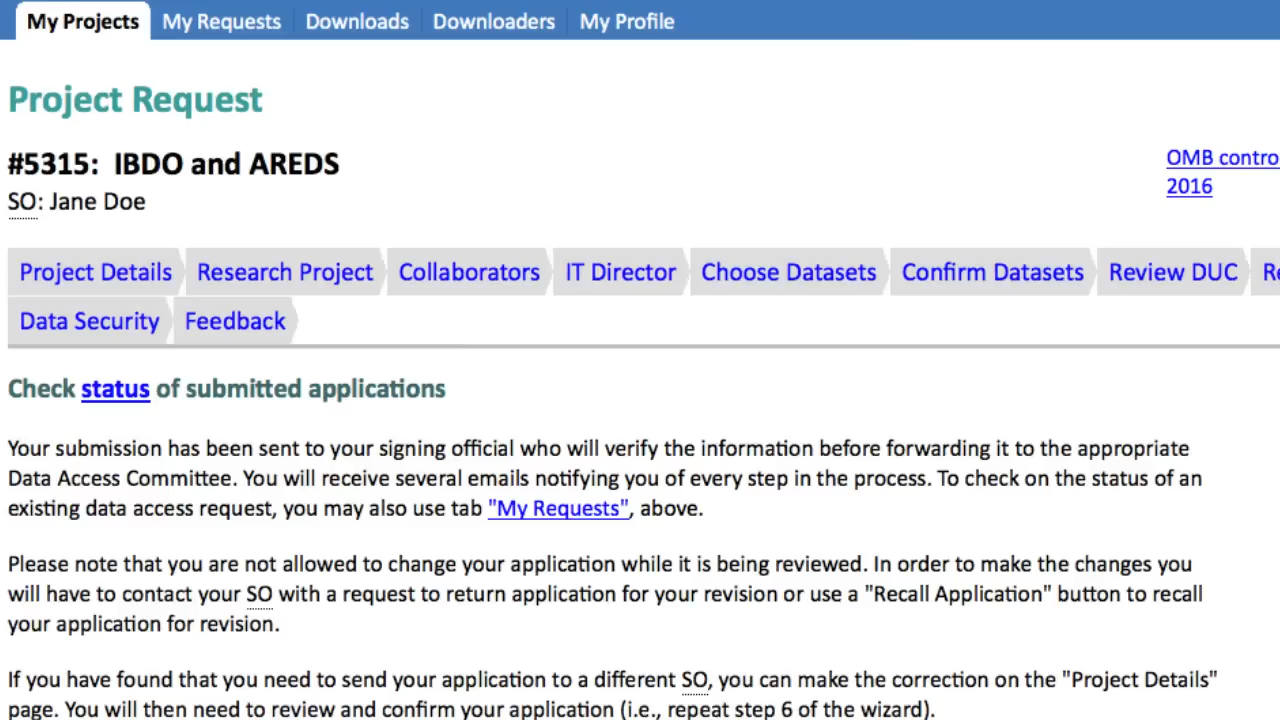 My Projects My Requests Downloads Downloaders My Profile
Project Request
#5315: IBDO and AREDS
OMB contro
SO: Jane Doe
2016
Project Details Research Project Collaborators IT Director Choose Datasets Confirm Datasets Review DUC Re
Data Security Feedback
Check status of submitted applications
Your submission has been sent to your signing official who will verify the information before forwarding it to the appropriate
Data Access Committee. You will receive several emails notifying you of every step in the process. To check on the status of an
existing data access request, you may also use tab "My Requests", above.
Please note that you are not allowed to change your application while it is being reviewed. In order to make the changes you
will have to contact your SO with a request to return application for your revision or use a "Recall Application" button to recall
your application for revision.
If you have found that you need to send your application to a different SO, you can make the correction on the "Project Details"
page. You will then need to review and confirm your application (i.e., repeat step 6 of the wizard).